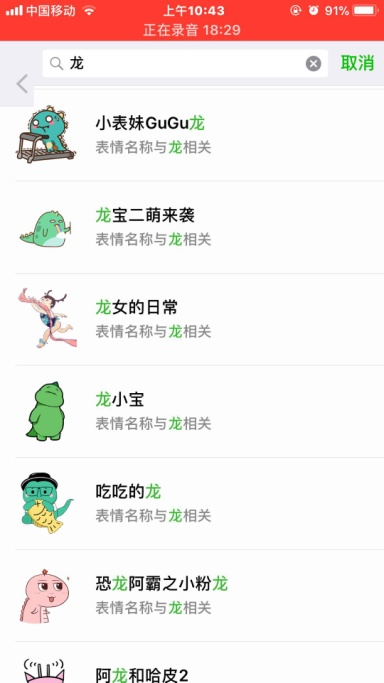 中国移动 上午10:43 91%
正在录音 18:29
龙 取消
小表妹GuGu龙
表情名称与龙相关
龙宝二萌来袭
表情名称与龙相关
龙女的日常
表情名称与龙相关
龙小宝
表情名称与龙相关
吃吃的龙
表情名称与龙相关
恐龙阿霸之小粉龙
表情名称与龙相关
阿龙和哈皮2